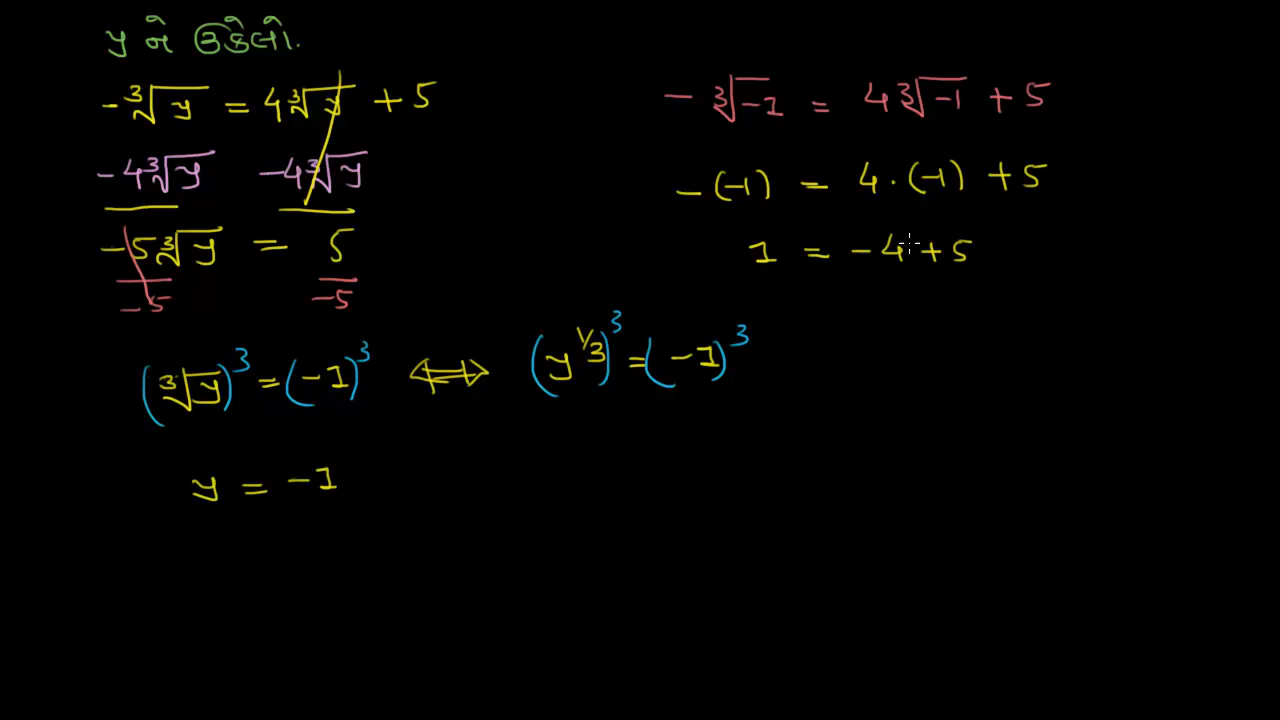 y ને ઉકેલો.
-∛y = 4∛y + 5
-4∛y -4∛y
-5∛y = 5
-5 -5
(∛y)³ = (-1)³ ⟺ (y^1/3)³ = (-1)³
y = -1
-∛-1 = 4∛-1 + 5
-(-1) = 4·(-1) + 5
1 = -4 + 5